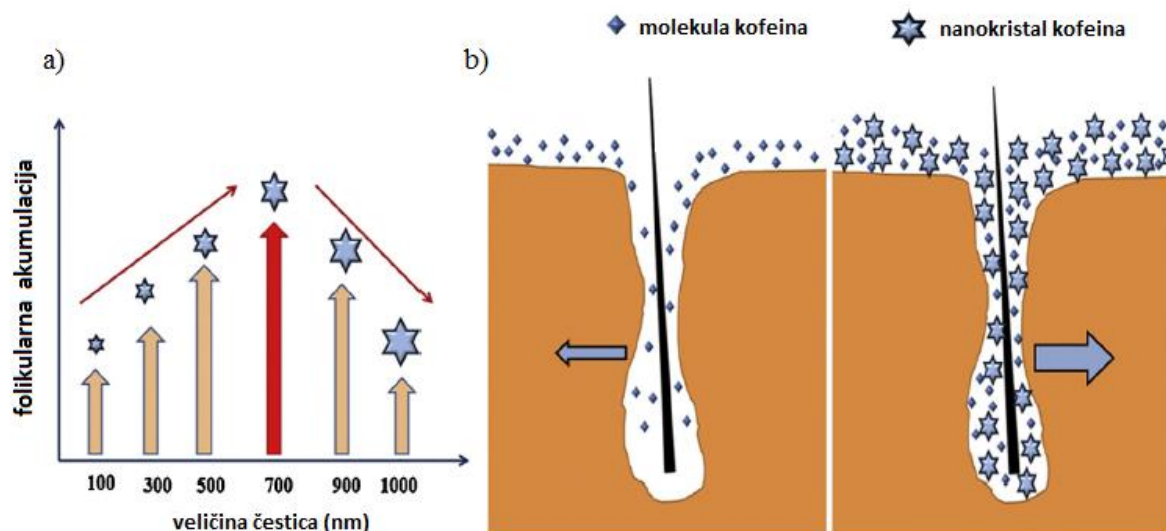 molekula kofeina
nanokristal kofeina
a)
b)
folikularna akumulacija
100 300 500 700 900 1000
veličina čestica (nm)